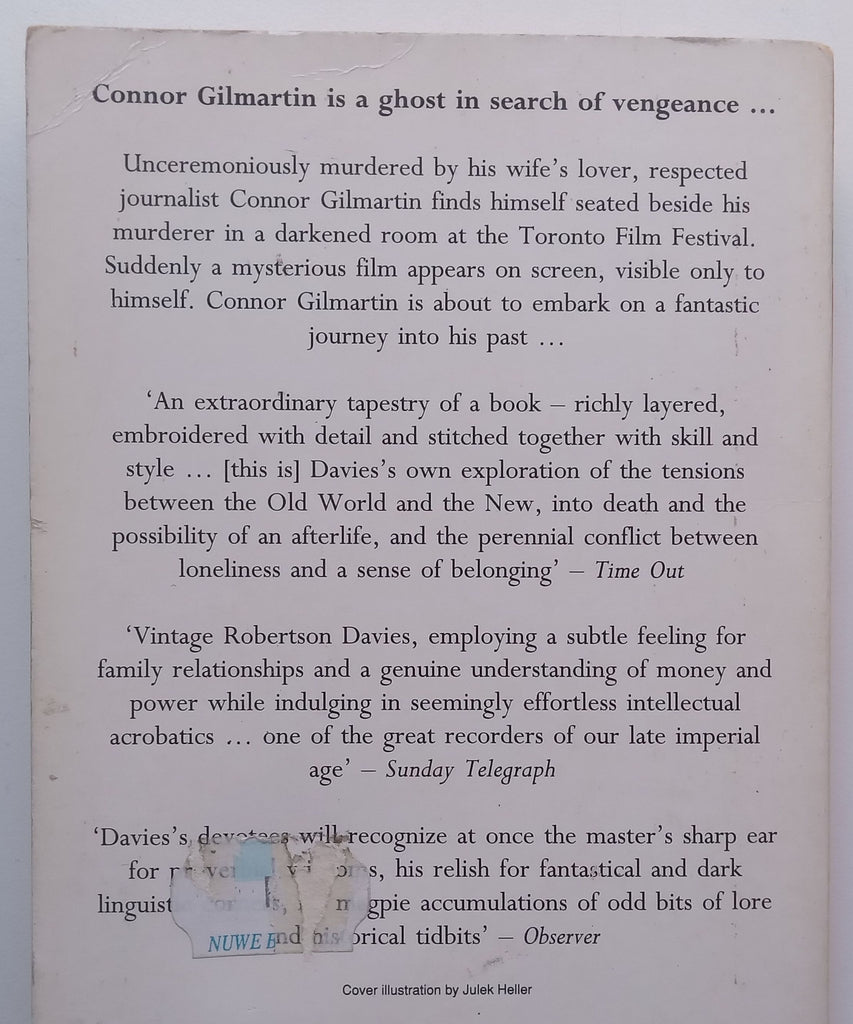 Connor Gilmartin is a ghost in search of vengeance ...
Unceremoniously murdered by his wife's lover, respected
journalist Connor Gilmartin finds himself seated beside his
murderer in a darkened room at the Toronto Film Festival.
Suddenly a mysterious film appears on screen, visible only to
himself. Connor Gilmartin is about to embark on a fantastic
journey into his past ...
‘An extraordinary tapestry of a book – richly layered,
embroidered with detail and stitched together with skill and
style ... [this is] Davies's own exploration of the tensions
between the Old World and the New, into death and the
possibility of an afterlife, and the perennial conflict between
loneliness and a sense of belonging’ – Time Out
‘Vintage Robertson Davies, employing a subtle feeling for
family relationships and a genuine understanding of money and
power while indulging in seemingly effortless intellectual
acrobatics ... one of the great recorders of our late imperial
age’ – Sunday Telegraph
‘Davies's devotees will recognize at once the master's sharp ear
for his relish for fantastical and dark
magpie accumulations of odd bits of lore
NUWE and historical tidbits’ – Observer
Cover illustration by Julek Heller